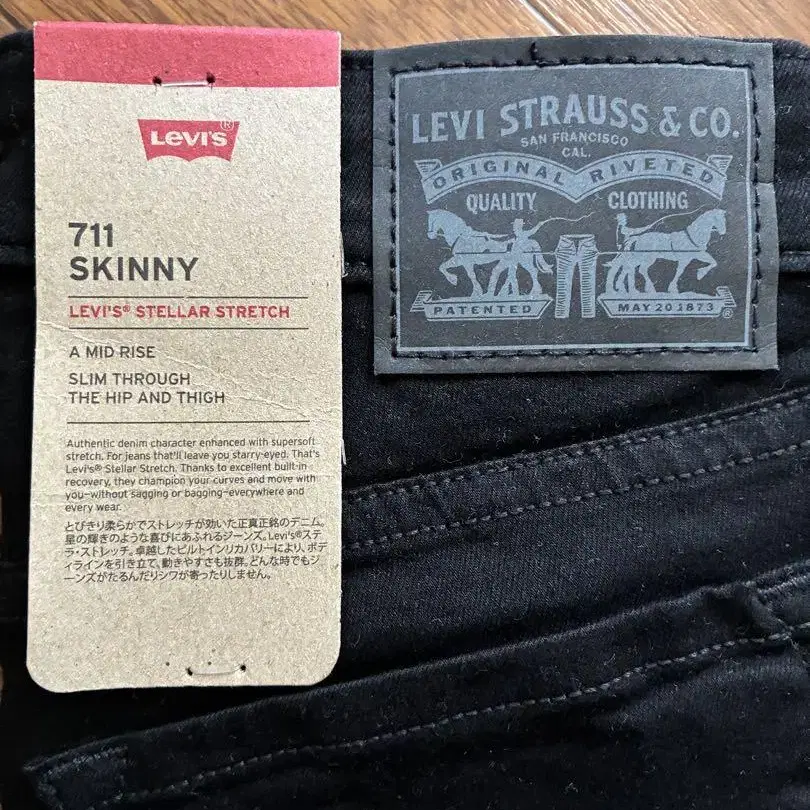 LEVI'S®
711
SKINNY
LEVI'S® STELLAR STRETCH
A MID RISE
SLIM THROUGH
THE HIP AND THIGH
Authentic denim character enhanced with supersoft
stretch. For jeans that'll leave you starry-eyed. That's
Levi's® Stellar Stretch. Thanks to excellent built-in
recovery, they champion your curves and move with
you—without sagging or bagging—everywhere and
every wear.
とびきり柔らかでストレッチが効いた正真正銘のデニム。
星の輝きのような喜びにあふれるジーンズ。Levi's®ステ
ラ・ストレッチ。卓越したビルトインリカバリーにより、ボデ
ィラインを引き立て、動きやすさも抜群。どんな時でもジ
ーンズがたるんだりシワが寄ったりしません。
LEVI STRAUSS & CO.
SAN FRANCISCO
CAL.
ORIGINAL RIVETED
QUALITY CLOTHING
PATENTED MAY 20 1873 ®